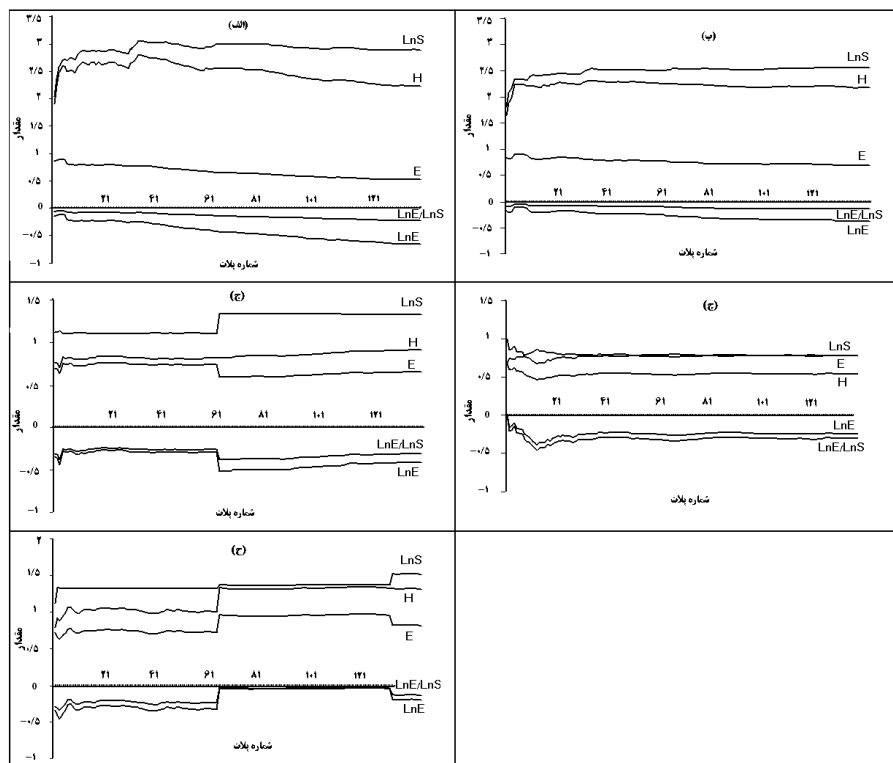 (الف)
۳/۵
۳
۲/۵
۲
۱/۵
۱
۰/۵
۰
-۰/۵
-۱
مقدار
LnS
H
E
۲۱ ۴۱ ۶۱ ۸۱ ۱۰۱ ۱۲۱
LnE/LnS
LnE
شماره پلات
(ب)
۳/۵
۳
۲/۵
۲
۱/۵
۱
۰/۵
۰
-۰/۵
-۱
مقدار
LnS
H
E
۲۱ ۴۱ ۶۱ ۸۱ ۱۰۱ ۱۲۱
LnE/LnS
LnE
شماره پلات
(ج)
۱/۵
۱
۰/۵
۰
-۰/۵
-۱
مقدار
LnS
H
E
۲۱ ۴۱ ۶۱ ۸۱ ۱۰۱ ۱۲۱
LnE/LnS
LnE
شماره پلات
(چ)
۱/۵
۱
۰/۵
۰
-۰/۵
-۱
مقدار
LnS
E
H
۲۱ ۴۱ ۶۱ ۸۱ ۱۰۱ ۱۲۱
LnE
LnE/LnS
شماره پلات
(ح)
۲
۱/۵
۱
۰/۵
۰
-۰/۵
-۱
مقدار
LnS
H
E
۲۱ ۴۱ ۶۱ ۸۱ ۱۰۱ ۱۲۱
LnE/LnS
LnE
شماره پلات